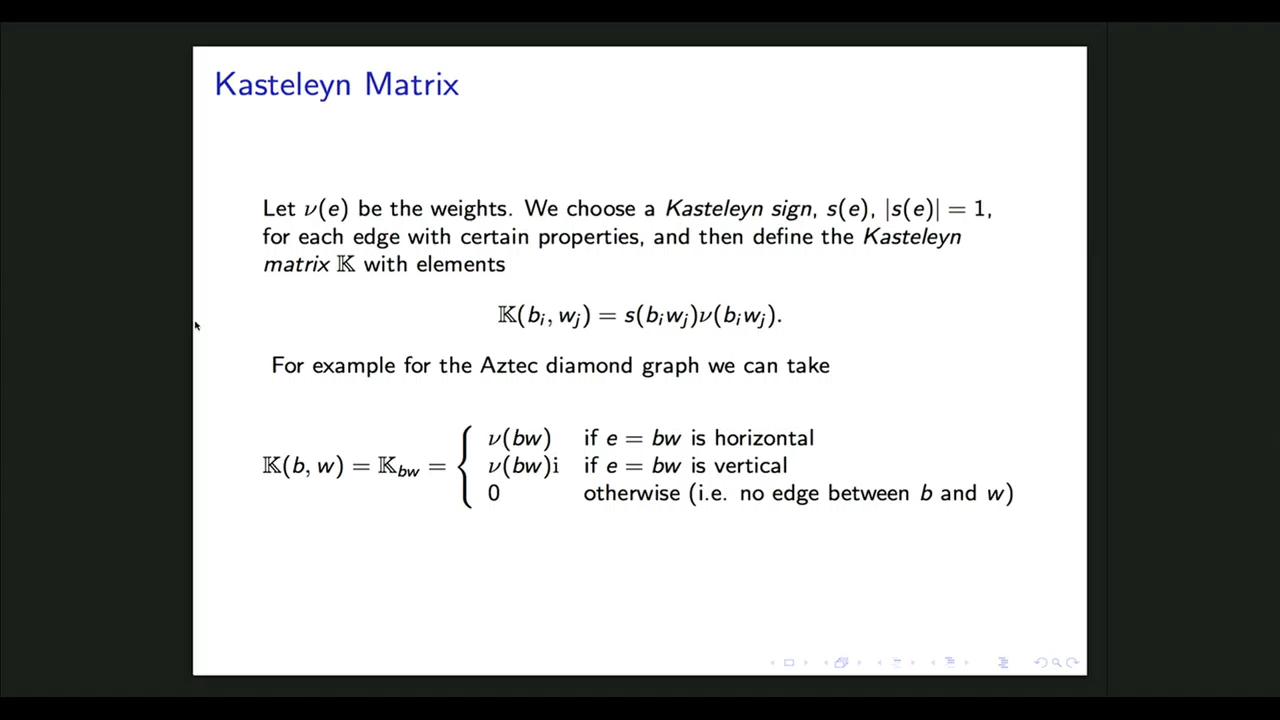 Kasteleyn Matrix
Let ν(e) be the weights. We choose a Kasteleyn sign, s(e), |s(e)| = 1,
for each edge with certain properties, and then define the Kasteleyn
matrix 𝕂 with elements
𝕂(b_i, w_j) = s(b_i w_j)ν(b_i w_j).
For example for the Aztec diamond graph we can take
ν(bw) if e = bw is horizontal
𝕂(b, w) = 𝕂_bw = { ν(bw)i if e = bw is vertical
0 otherwise (i.e. no edge between b and w)